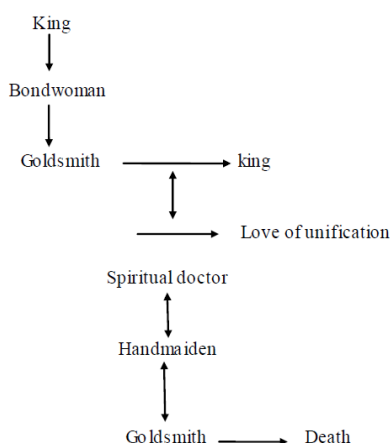 King
Bondwoman
Goldsmith king
Love of unification
Spiritual doctor
Handmaiden
Goldsmith Death